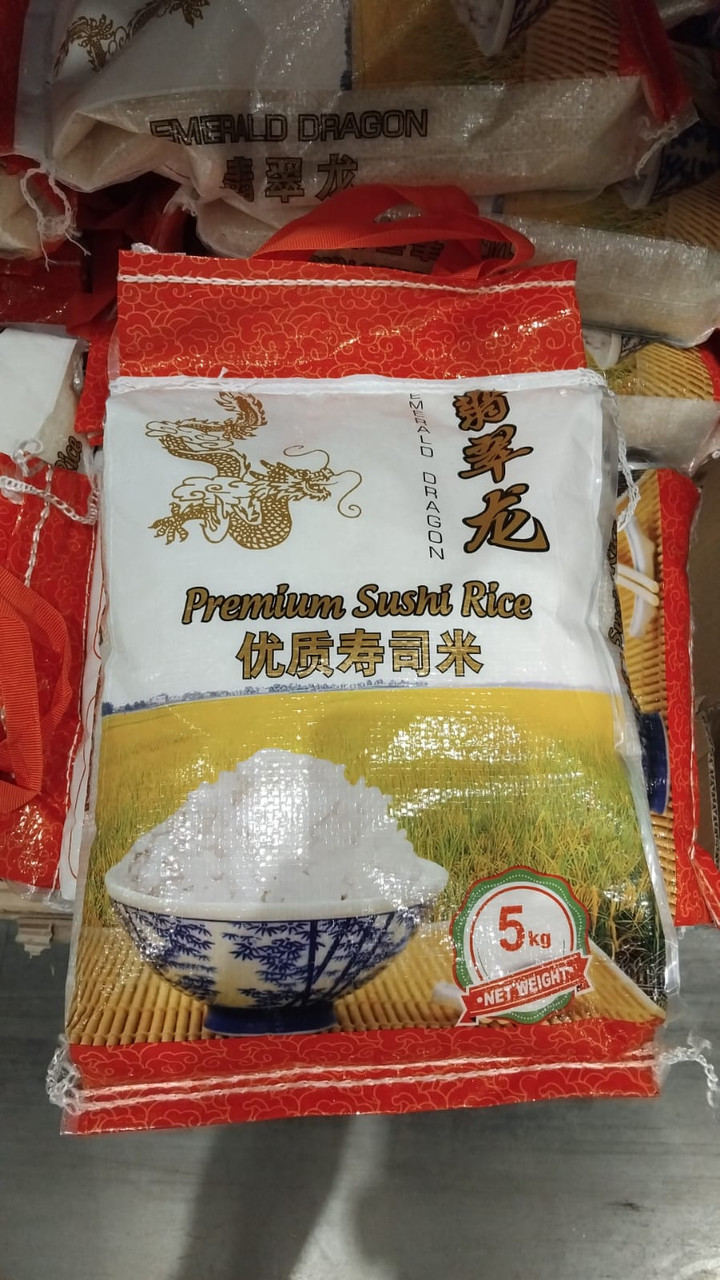 EMERALD DRAGON
翡翠龙
EMERALD DRAGON
翡翠龙
Premium Sushi Rice
优质寿司米
5kg
NET WEIGHT
Rice